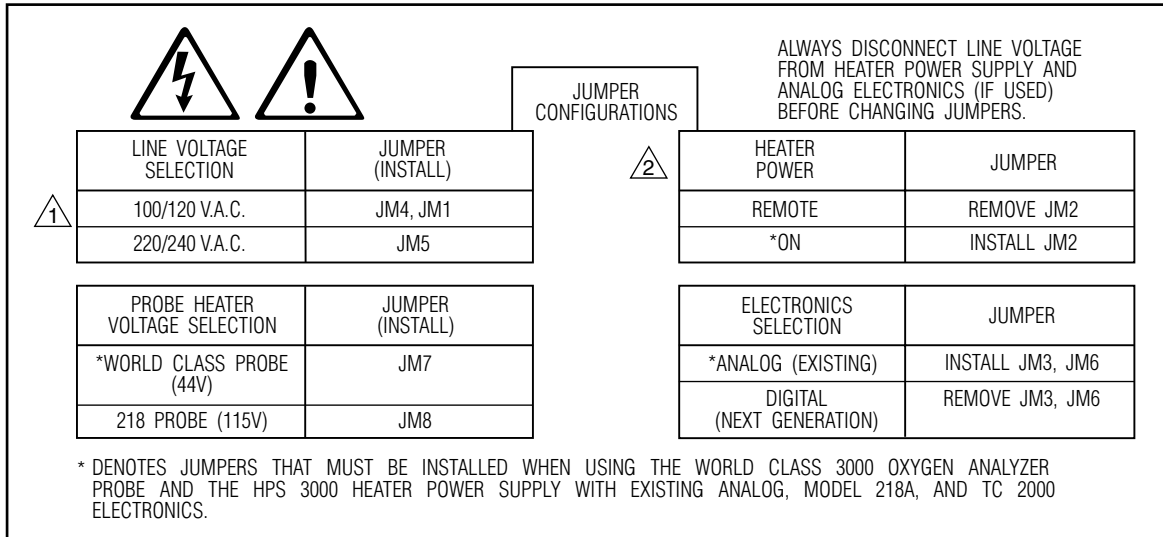 ALWAYS DISCONNECT LINE VOLTAGE
FROM HEATER POWER SUPPLY AND
ANALOG ELECTRONICS (IF USED)
BEFORE CHANGING JUMPERS.
JUMPER
CONFIGURATIONS
LINE VOLTAGE
SELECTION
JUMPER
(INSTALL)
1
100/120 V.A.C.
JM4, JM1
220/240 V.A.C.
JM5
2
HEATER
POWER
JUMPER
REMOTE
REMOVE JM2
*ON
INSTALL JM2
PROBE HEATER
VOLTAGE SELECTION
JUMPER
(INSTALL)
*WORLD CLASS PROBE
(44V)
JM7
218 PROBE (115V)
JM8
ELECTRONICS
SELECTION
JUMPER
*ANALOG (EXISTING)
INSTALL JM3, JM6
DIGITAL
(NEXT GENERATION)
REMOVE JM3, JM6
* DENOTES JUMPERS THAT MUST BE INSTALLED WHEN USING THE WORLD CLASS 3000 OXYGEN ANALYZER
PROBE AND THE HPS 3000 HEATER POWER SUPPLY WITH EXISTING ANALOG, MODEL 218A, AND TC 2000
ELECTRONICS.